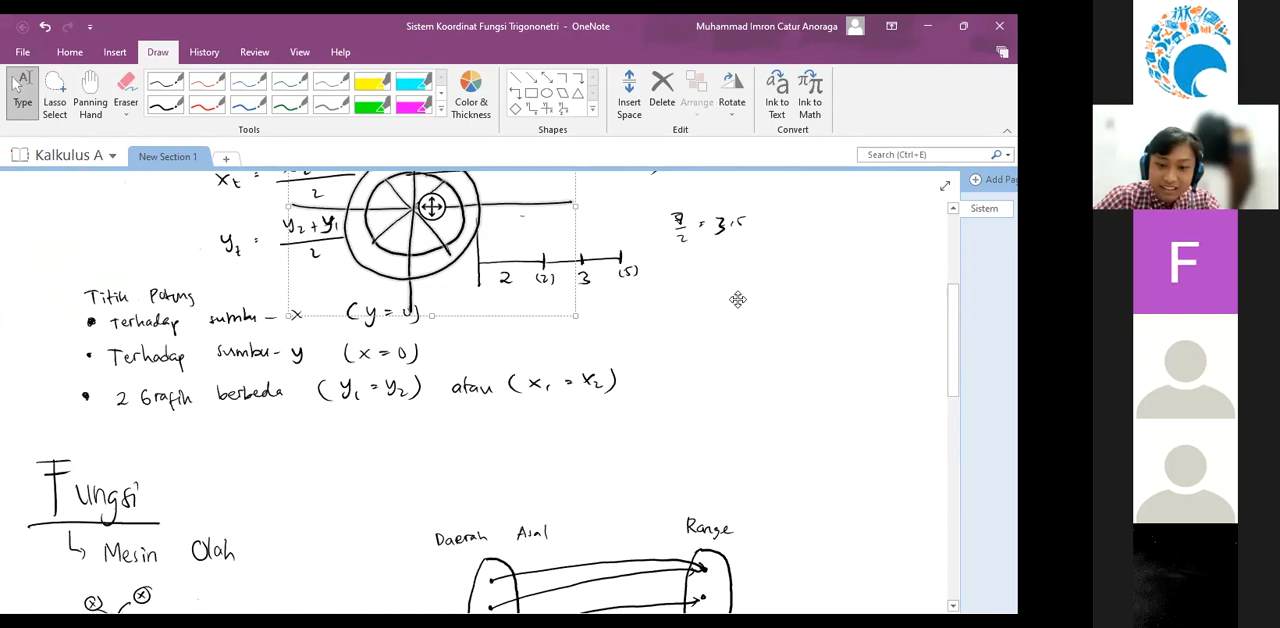 Sistem Koordinat Fungsi Trigononetri - OneNote
Muhammad Imron Catur Anoraga
File Home Insert Draw History Review View Help
Type
Lasso Select
Panning Hand
Eraser
Color & Thickness
Insert Space
Delete
Arrange
Rotate
Ink to Text
Ink to Math
Tools
Shapes
Edit
Convert
Kalkulus A
New Section 1
Search (Ctrl+E)
Add Pag
Sistem
x_t = 2
y_t = (y_2 + y_1) / 2
2 (2) 3 (5)
7/2 = 3.5
Titik Potong
• Terhadap sumbu - x (y = 0)
• Terhadap sumbu - y (x = 0)
• 2 Grafik berbeda (y_1 = y_2) atau (x_1 = x_2)
Fungsi
↳ Mesin Olah
Daerah Asal
Range
(x) (x)
F